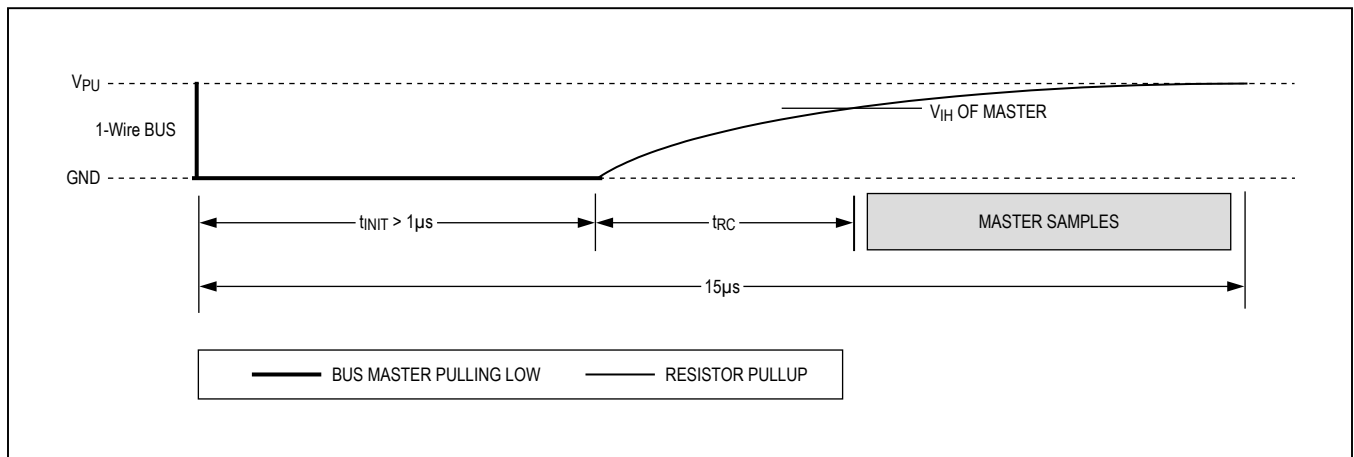 VPU
1-Wire BUS
VIH OF MASTER
GND
tINIT > 1µs
tRC
MASTER SAMPLES
15µs
BUS MASTER PULLING LOW
RESISTOR PULLUP